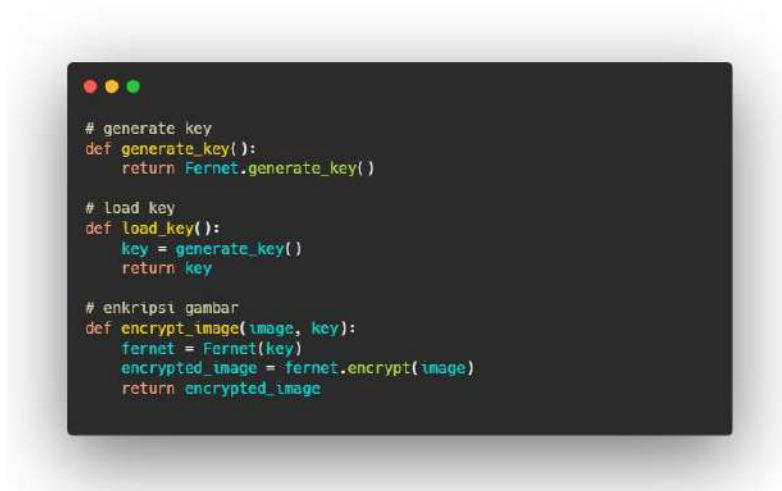 # generate key
def generate_key():
    return Fernet.generate_key()
# load key
def load_key():
    key = generate_key()
    return key
# enkripsi gambar
def encrypt_image(image, key):
    fernet = Fernet(key)
    encrypted_image = fernet.encrypt(image)
    return encrypted_image